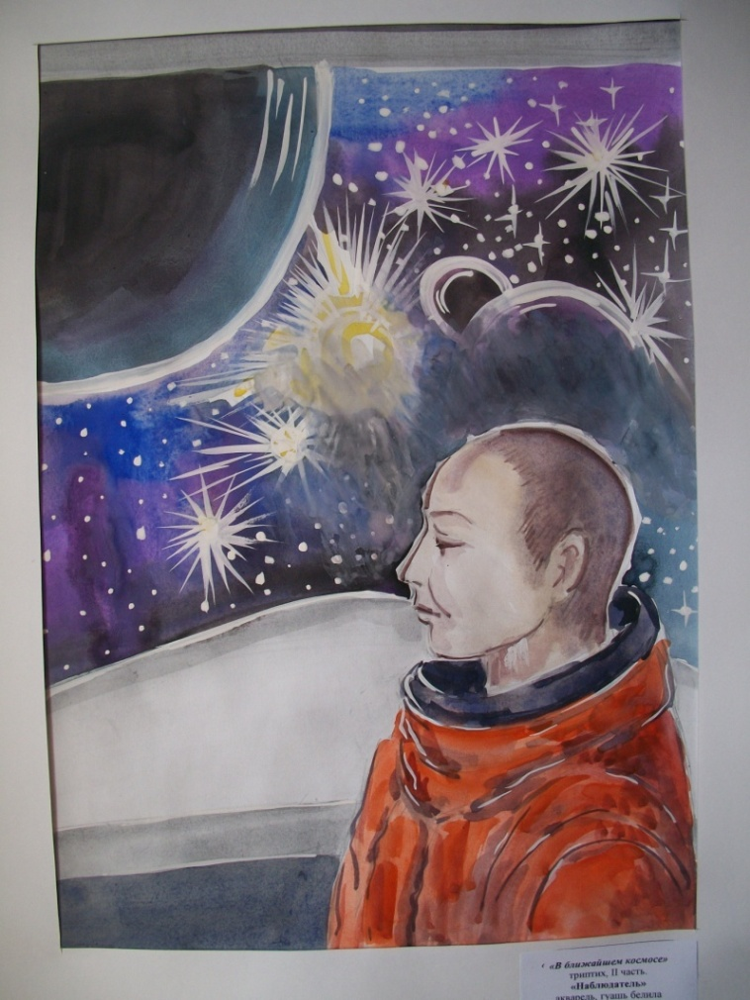 «В ближайшем космосе»
триптих, II часть.
«Наблюдатель»
акварель, гуашь белила